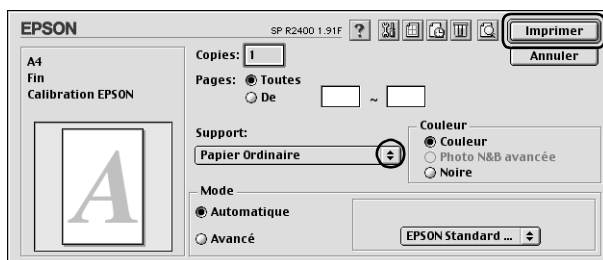 EPSON
SP R2400 1.91F
?
Imprimer
Annuler
A4
Fin
Calibration EPSON
A
Copies: 1
Pages: Toutes
De ~
Support:
Papier Ordinaire
Couleur
Couleur
Photo N&B avancée
Noire
Mode
Automatique
Avancé
EPSON Standard ...